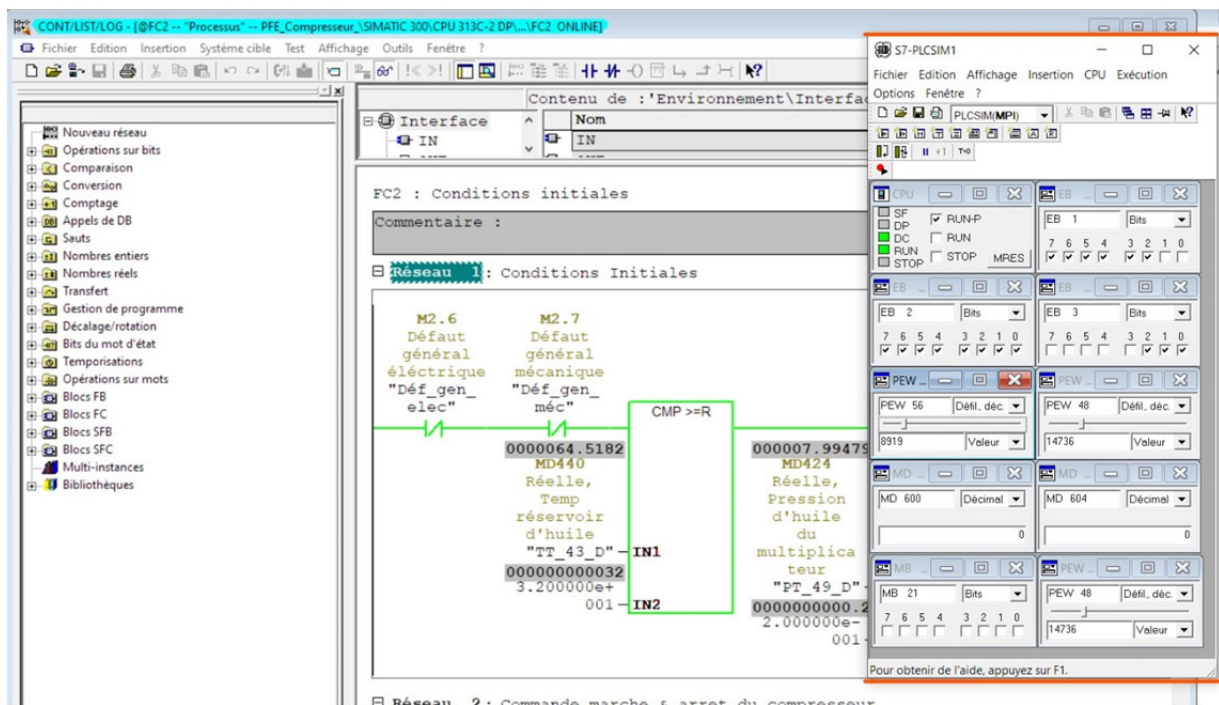 CONT/LIST/LOG - [@FC2 -- "Processus" -- PFE_Compresseur_\SIMATIC 300\CPU 313C-2 DP\...\FC2 ONLINE]
Fichier Edition Insertion Système cible Test Affichage Outils Fenêtre ?
Nouveau réseau
Opérations sur bits
Comparaison
Conversion
Comptage
Appels de DB
Sauts
Nombres entiers
Nombres réels
Transfert
Gestion de programme
Décalage/rotation
Bits du mot d'état
Temporisations
Opérations sur mots
Blocs FB
Blocs FC
Blocs SFB
Blocs SFC
Multi-instances
Bibliothèques
Contenu de :'Environnement\Interfa
Interface
IN
Nom
IN
FC2 : Conditions initiales
Commentaire :
Réseau 1: Conditions Initiales
M2.6
Défaut
général
éléctrique
"Déf_gen_
elec"
M2.7
Défaut
général
mécanique
"Déf_gen_
méc"
CMP >=R
0000064.5182
MD440
Réelle,
Temp
réservoir
d'huile
"TT_43_D"
IN1
000000000032
3.200000e+
001
IN2
000007.99479
MD424
Réelle,
Pression
d'huile
du
multiplica
teur
"PT_49_D"
0000000000.2
2.000000e-
001
Réseau 2: Commande marche & arret du compresseur
S7-PLCSIM1
Fichier Edition Affichage Insertion CPU Exécution
Options Fenêtre ?
PLCSIM(MPI)
+1 T=0
CPU
SF
DP
DC
RUN
STOP
RUN-P
RUN
STOP
MRES
EB ...
EB 1 Bits
7 6 5 4 3 2 1 0
EB ...
EB 2 Bits
7 6 5 4 3 2 1 0
EB ...
EB 3 Bits
7 6 5 4 3 2 1 0
PEW ...
PEW 56 Défil., déc.
8919 Valeur
PEW ...
PEW 48 Défil., déc.
14736 Valeur
MD ...
MD 600 Décimal
0
MD ...
MD 604 Décimal
0
MB ...
MB 21 Bits
7 6 5 4 3 2 1 0
PEW ...
PEW 48 Défil., déc.
14736 Valeur
Pour obtenir de l'aide, appuyez sur F1.